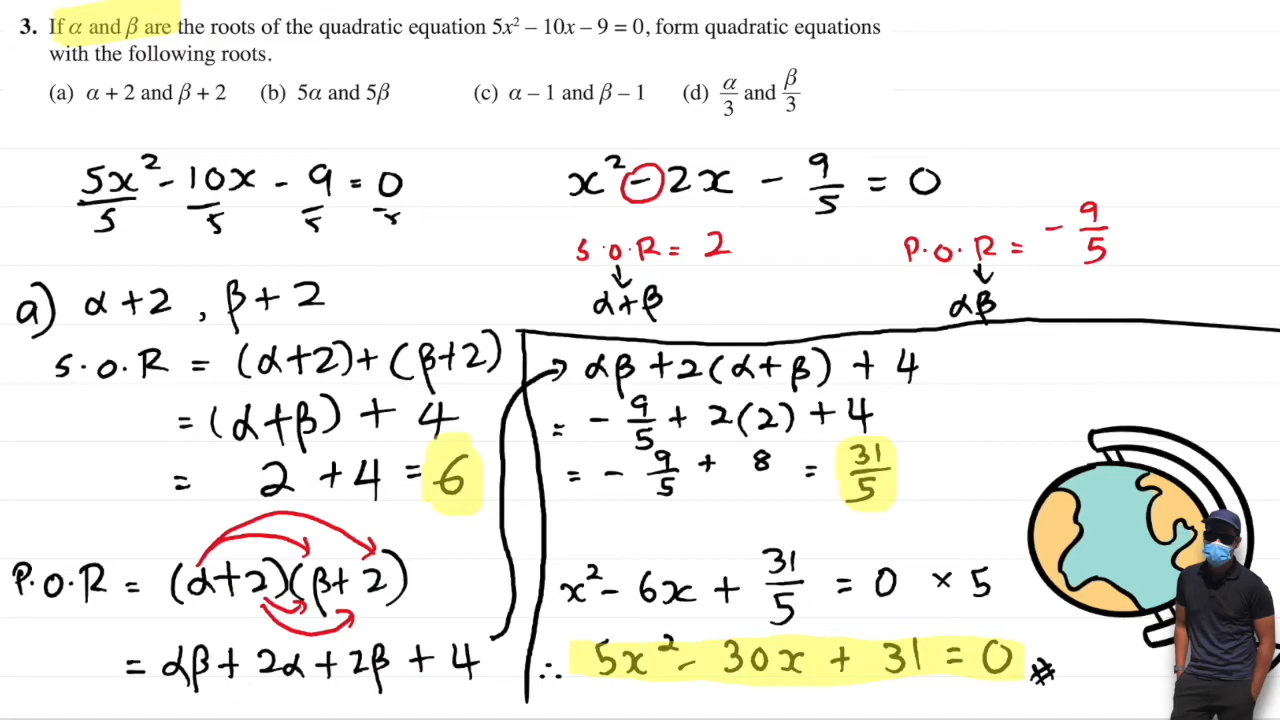 3. If α and β are the roots of the quadratic equation 5x² – 10x – 9 = 0, form quadratic equations
with the following roots.
(a) α + 2 and β + 2 (b) 5α and 5β (c) α – 1 and β – 1 (d) α/3 and β/3
5x²/5 - 10x/5 - 9/5 = 0/5
x² - 2x - 9/5 = 0
S.O.R = 2
α+β
P.O.R = - 9/5
αβ
a) α+2 , β+2
S.O.R = (α+2)+(β+2)
= (α+β) + 4
= 2 + 4 = 6
P.O.R = (α+2)(β+2)
= αβ + 2α + 2β + 4
→ αβ + 2(α+β) + 4
= - 9/5 + 2(2) + 4
= - 9/5 + 8 = 31/5
x² - 6x + 31/5 = 0 × 5
∴ 5x² - 30x + 31 = 0 #